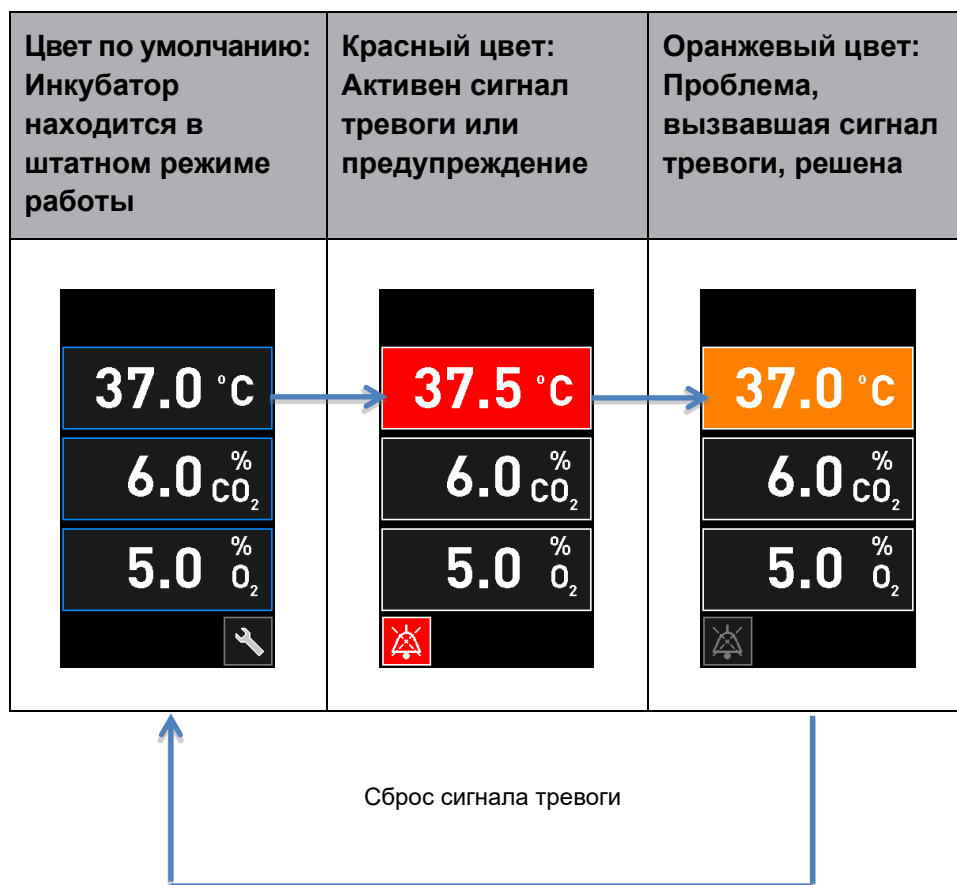 Цвет по умолчанию:
Инкубатор
находится в
штатном режиме
работы
Красный цвет:
Активен сигнал
тревоги или
предупреждение
Оранжевый цвет:
Проблема,
вызвавшая сигнал
тревоги, решена
37.0 °C
6.0 % CO₂
5.0 % O₂
37.5 °C
6.0 % CO₂
5.0 % O₂
37.0 °C
6.0 % CO₂
5.0 % O₂
Сброс сигнала тревоги